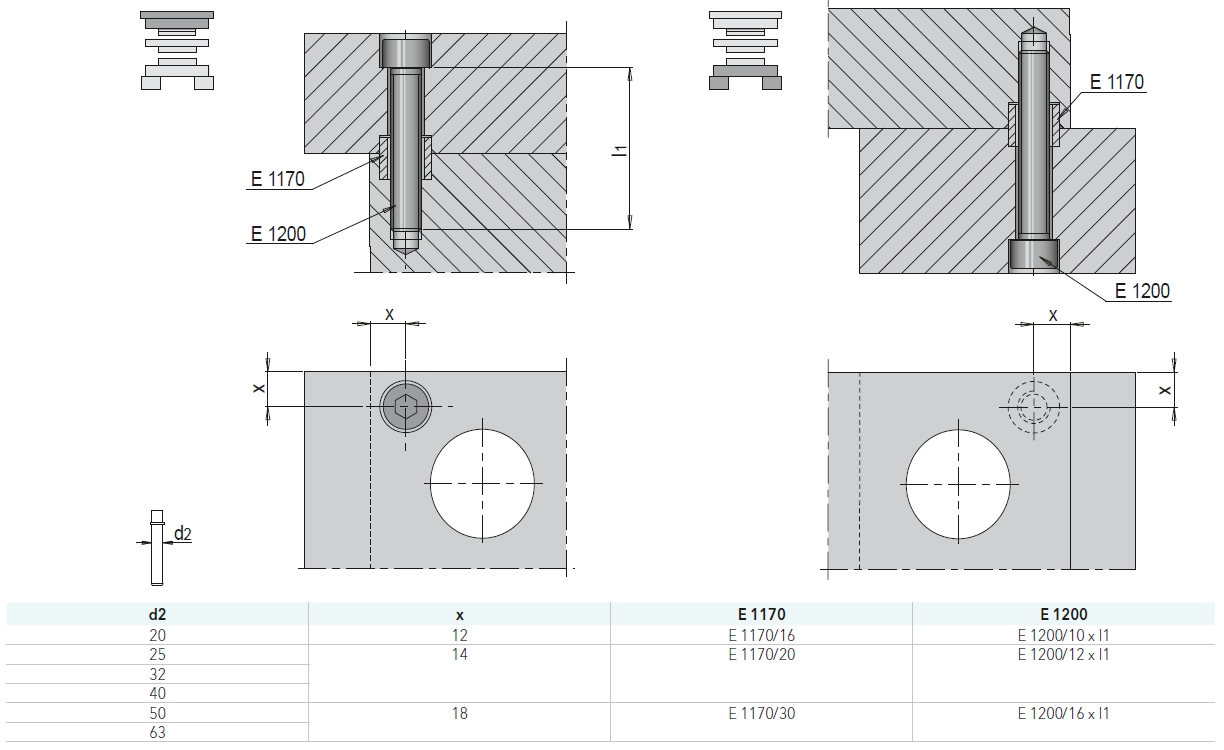 E 1170
l1
E 1170
E 1200
E 1200
x
x
x
x
d2
d2 x E 1170 E 1200
20 12 E 1170/16 E 1200/10 x l1
25 14 E 1170/20 E 1200/12 x l1
32
40
50 18 E 1170/30 E 1200/16 x l1
63